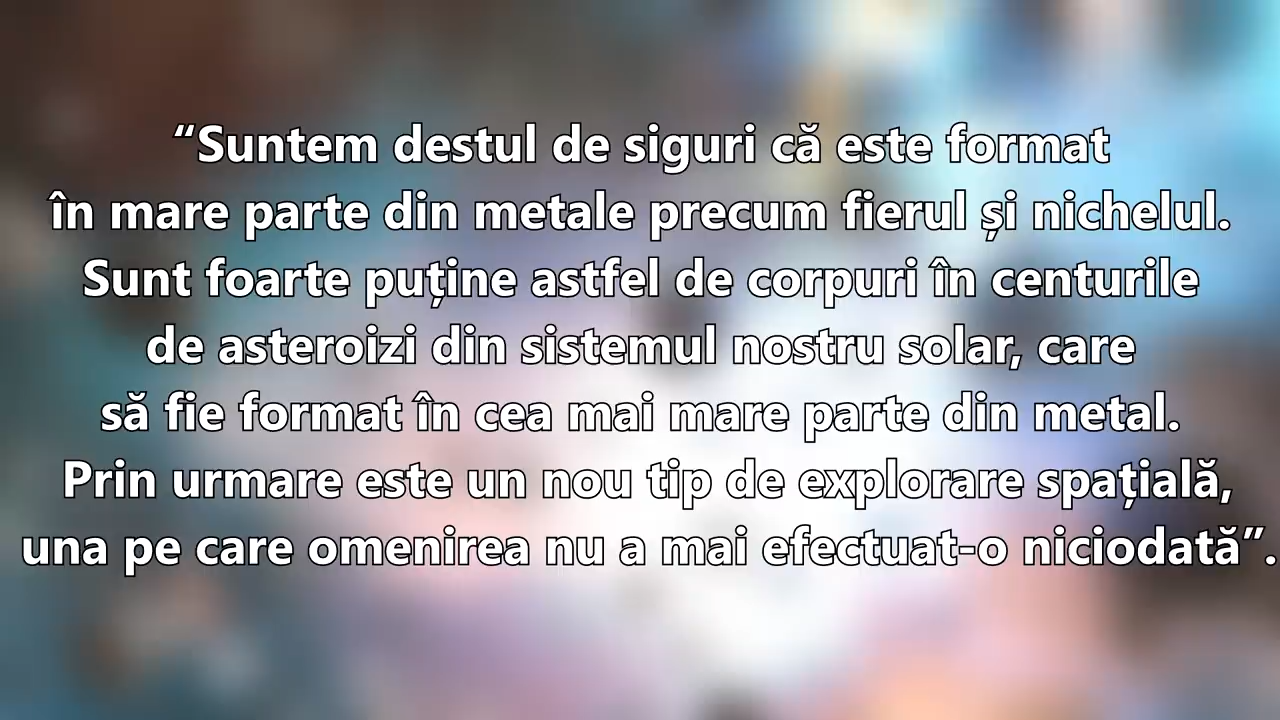 “Suntem destul de siguri că este format
în mare parte din metale precum fierul și nichelul.
Sunt foarte puține astfel de corpuri în centurile
de asteroizi din sistemul nostru solar, care
să fie format în cea mai mare parte din metal.
Prin urmare este un nou tip de explorare spațială,
una pe care omenirea nu a mai efectuat-o niciodată”.